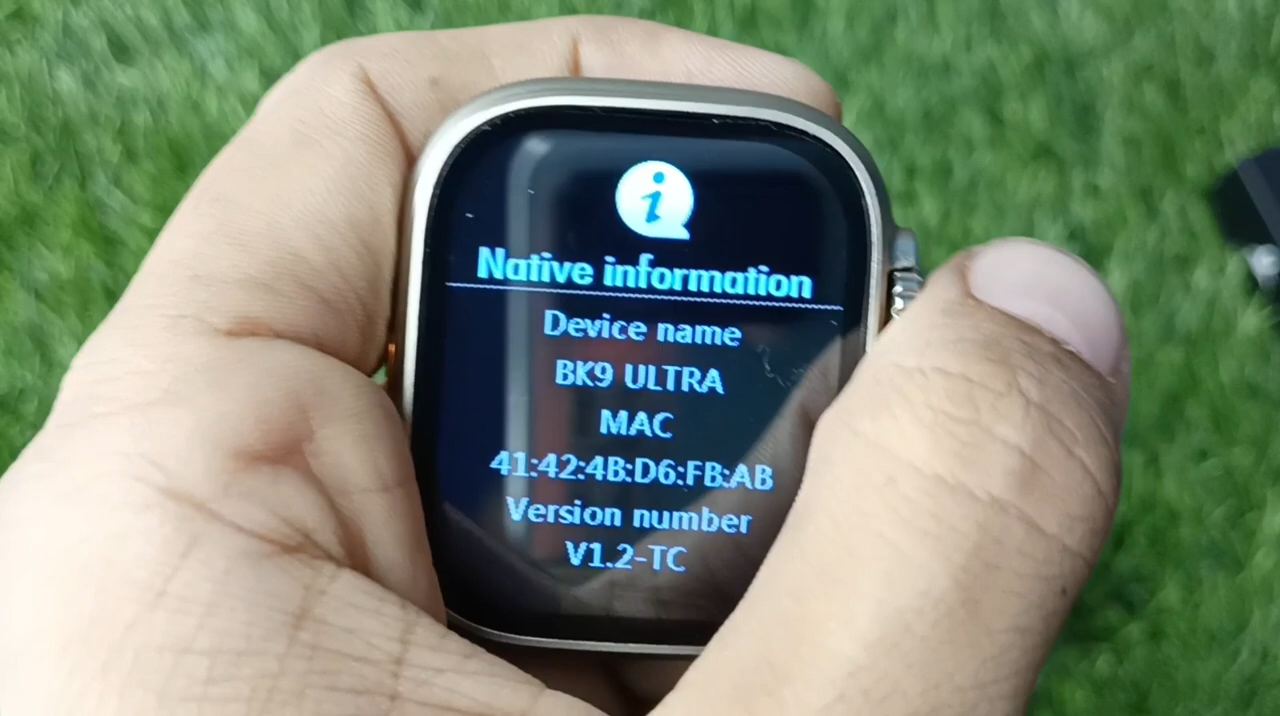 Native information
Device name
BK9 ULTRA
MAC
41:42:4B:D6:FB:AB
Version number
V1.2-TC